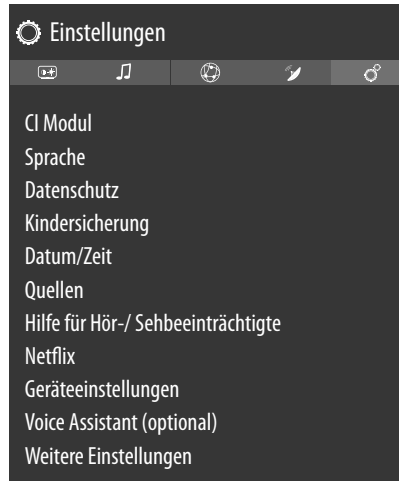 Einstellungen
CI Modul
Sprache
Datenschutz
Kindersicherung
Datum/Zeit
Quellen
Hilfe für Hör-/ Sehbeeinträchtigte
Netflix
Geräteeinstellungen
Voice Assistant (optional)
Weitere Einstellungen